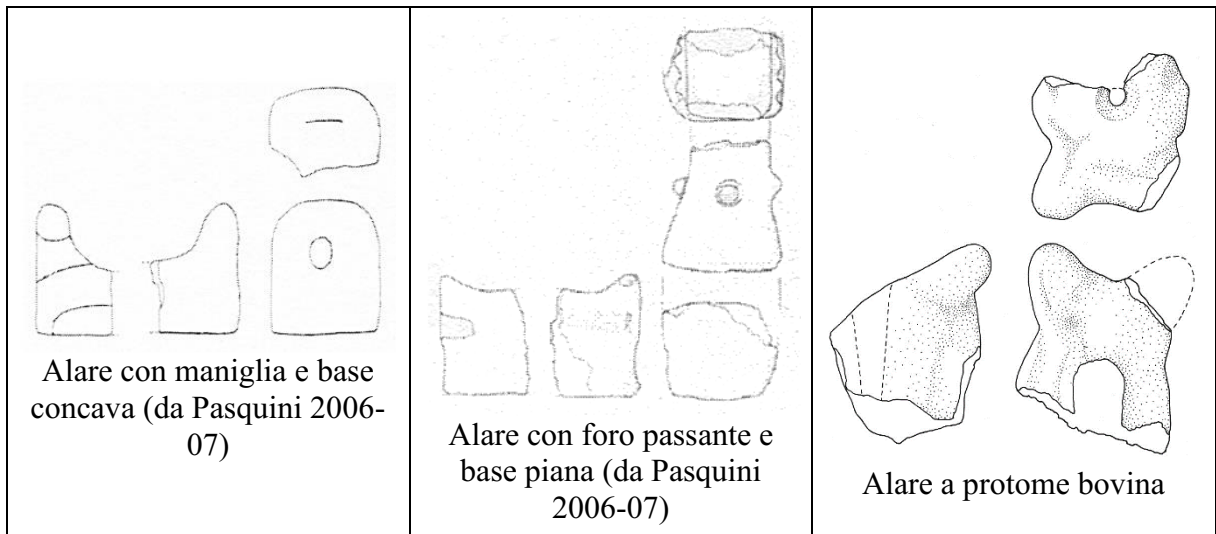 Alare con maniglia e base
concava (da Pasquini 2006-
07)
Alare con foro passante e
base piana (da Pasquini
2006-07)
Alare a protome bovina